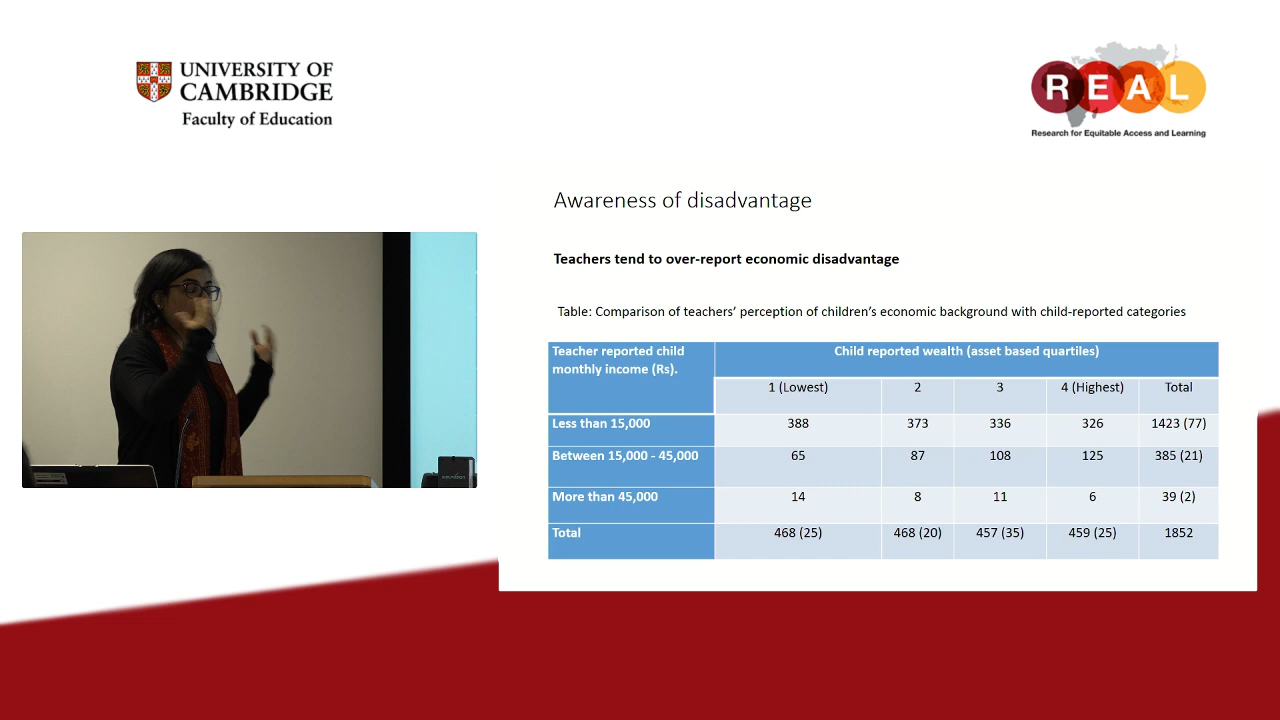 UNIVERSITY OF
CAMBRIDGE
Faculty of Education
R E A L
Research for Equitable Access and Learning
Awareness of disadvantage
Teachers tend to over-report economic disadvantage
Table: Comparison of teachers’ perception of children’s economic background with child-reported categories
Teacher reported child monthly income (Rs). Child reported wealth (asset based quartiles)
1 (Lowest) 2 3 4 (Highest) Total
Less than 15,000 388 373 336 326 1423 (77)
Between 15,000 - 45,000 65 87 108 125 385 (21)
More than 45,000 14 8 11 6 39 (2)
Total 468 (25) 468 (20) 457 (35) 459 (25) 1852